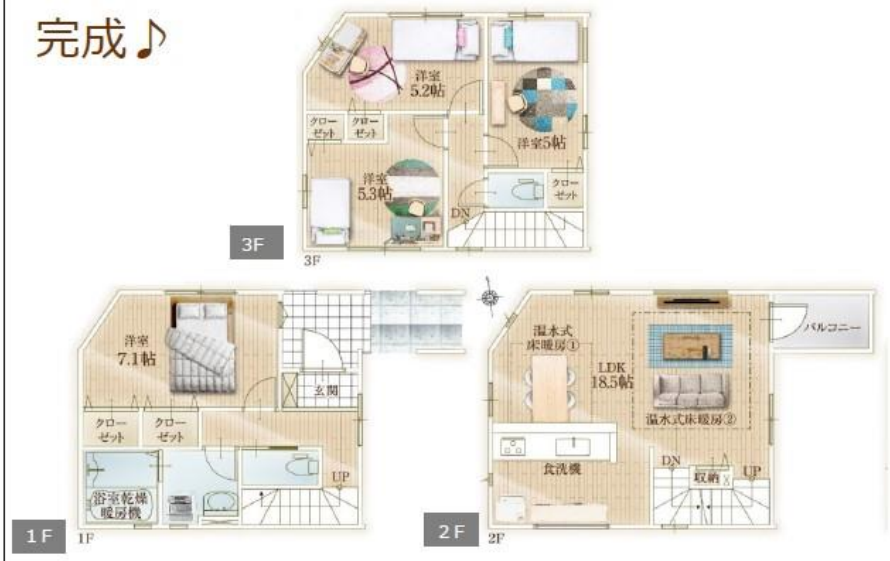 完成♪
洋室
5.2帖
洋室5帖
クロー
ゼット
クロー
ゼット
洋室
5.3帖
クロー
ゼット
DN
3F
3F
洋室
7.1帖
玄関
クロー
ゼット
クロー
ゼット
UP
浴室乾燥
暖房機
1F
1F
温水式
床暖房①
LDK
18.5帖
バルコニー
温水式床暖房②
食洗機
DN
収納
UP
2F
2F